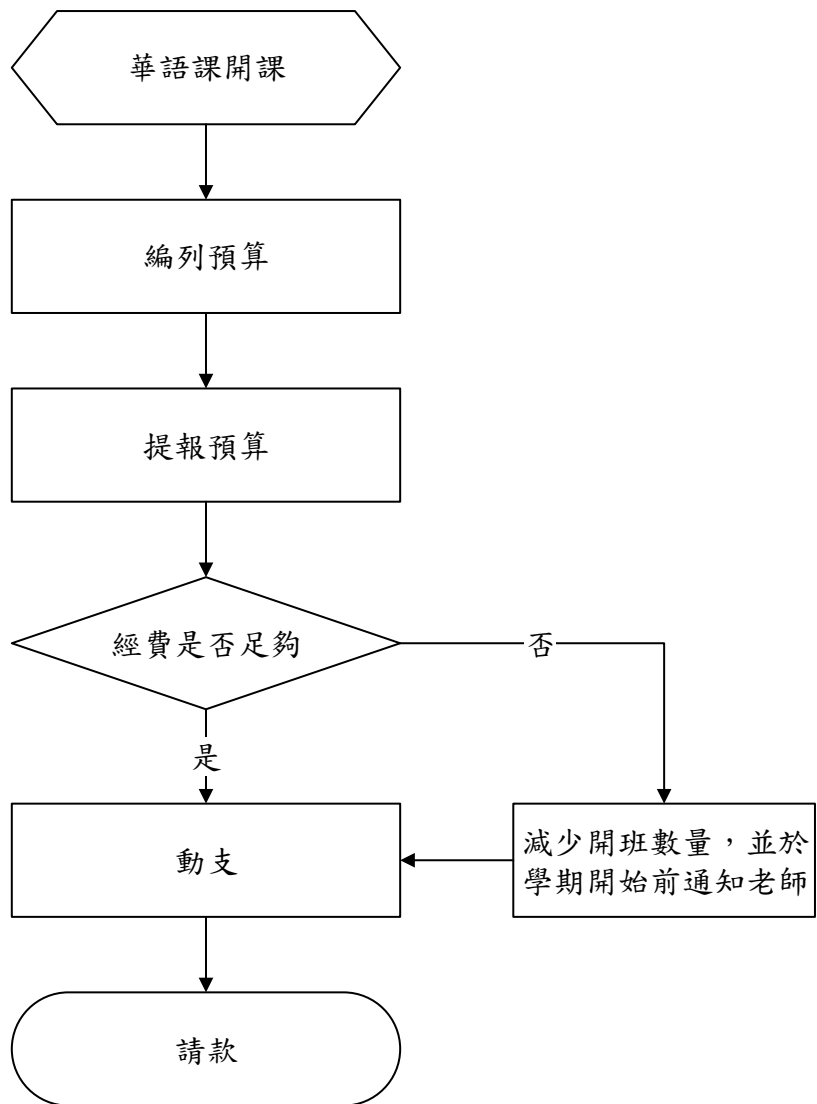 華語課開課
編列預算
提報預算
經費是否足夠
否
是
動支
減少開班數量，並於
學期開始前通知老師
請款